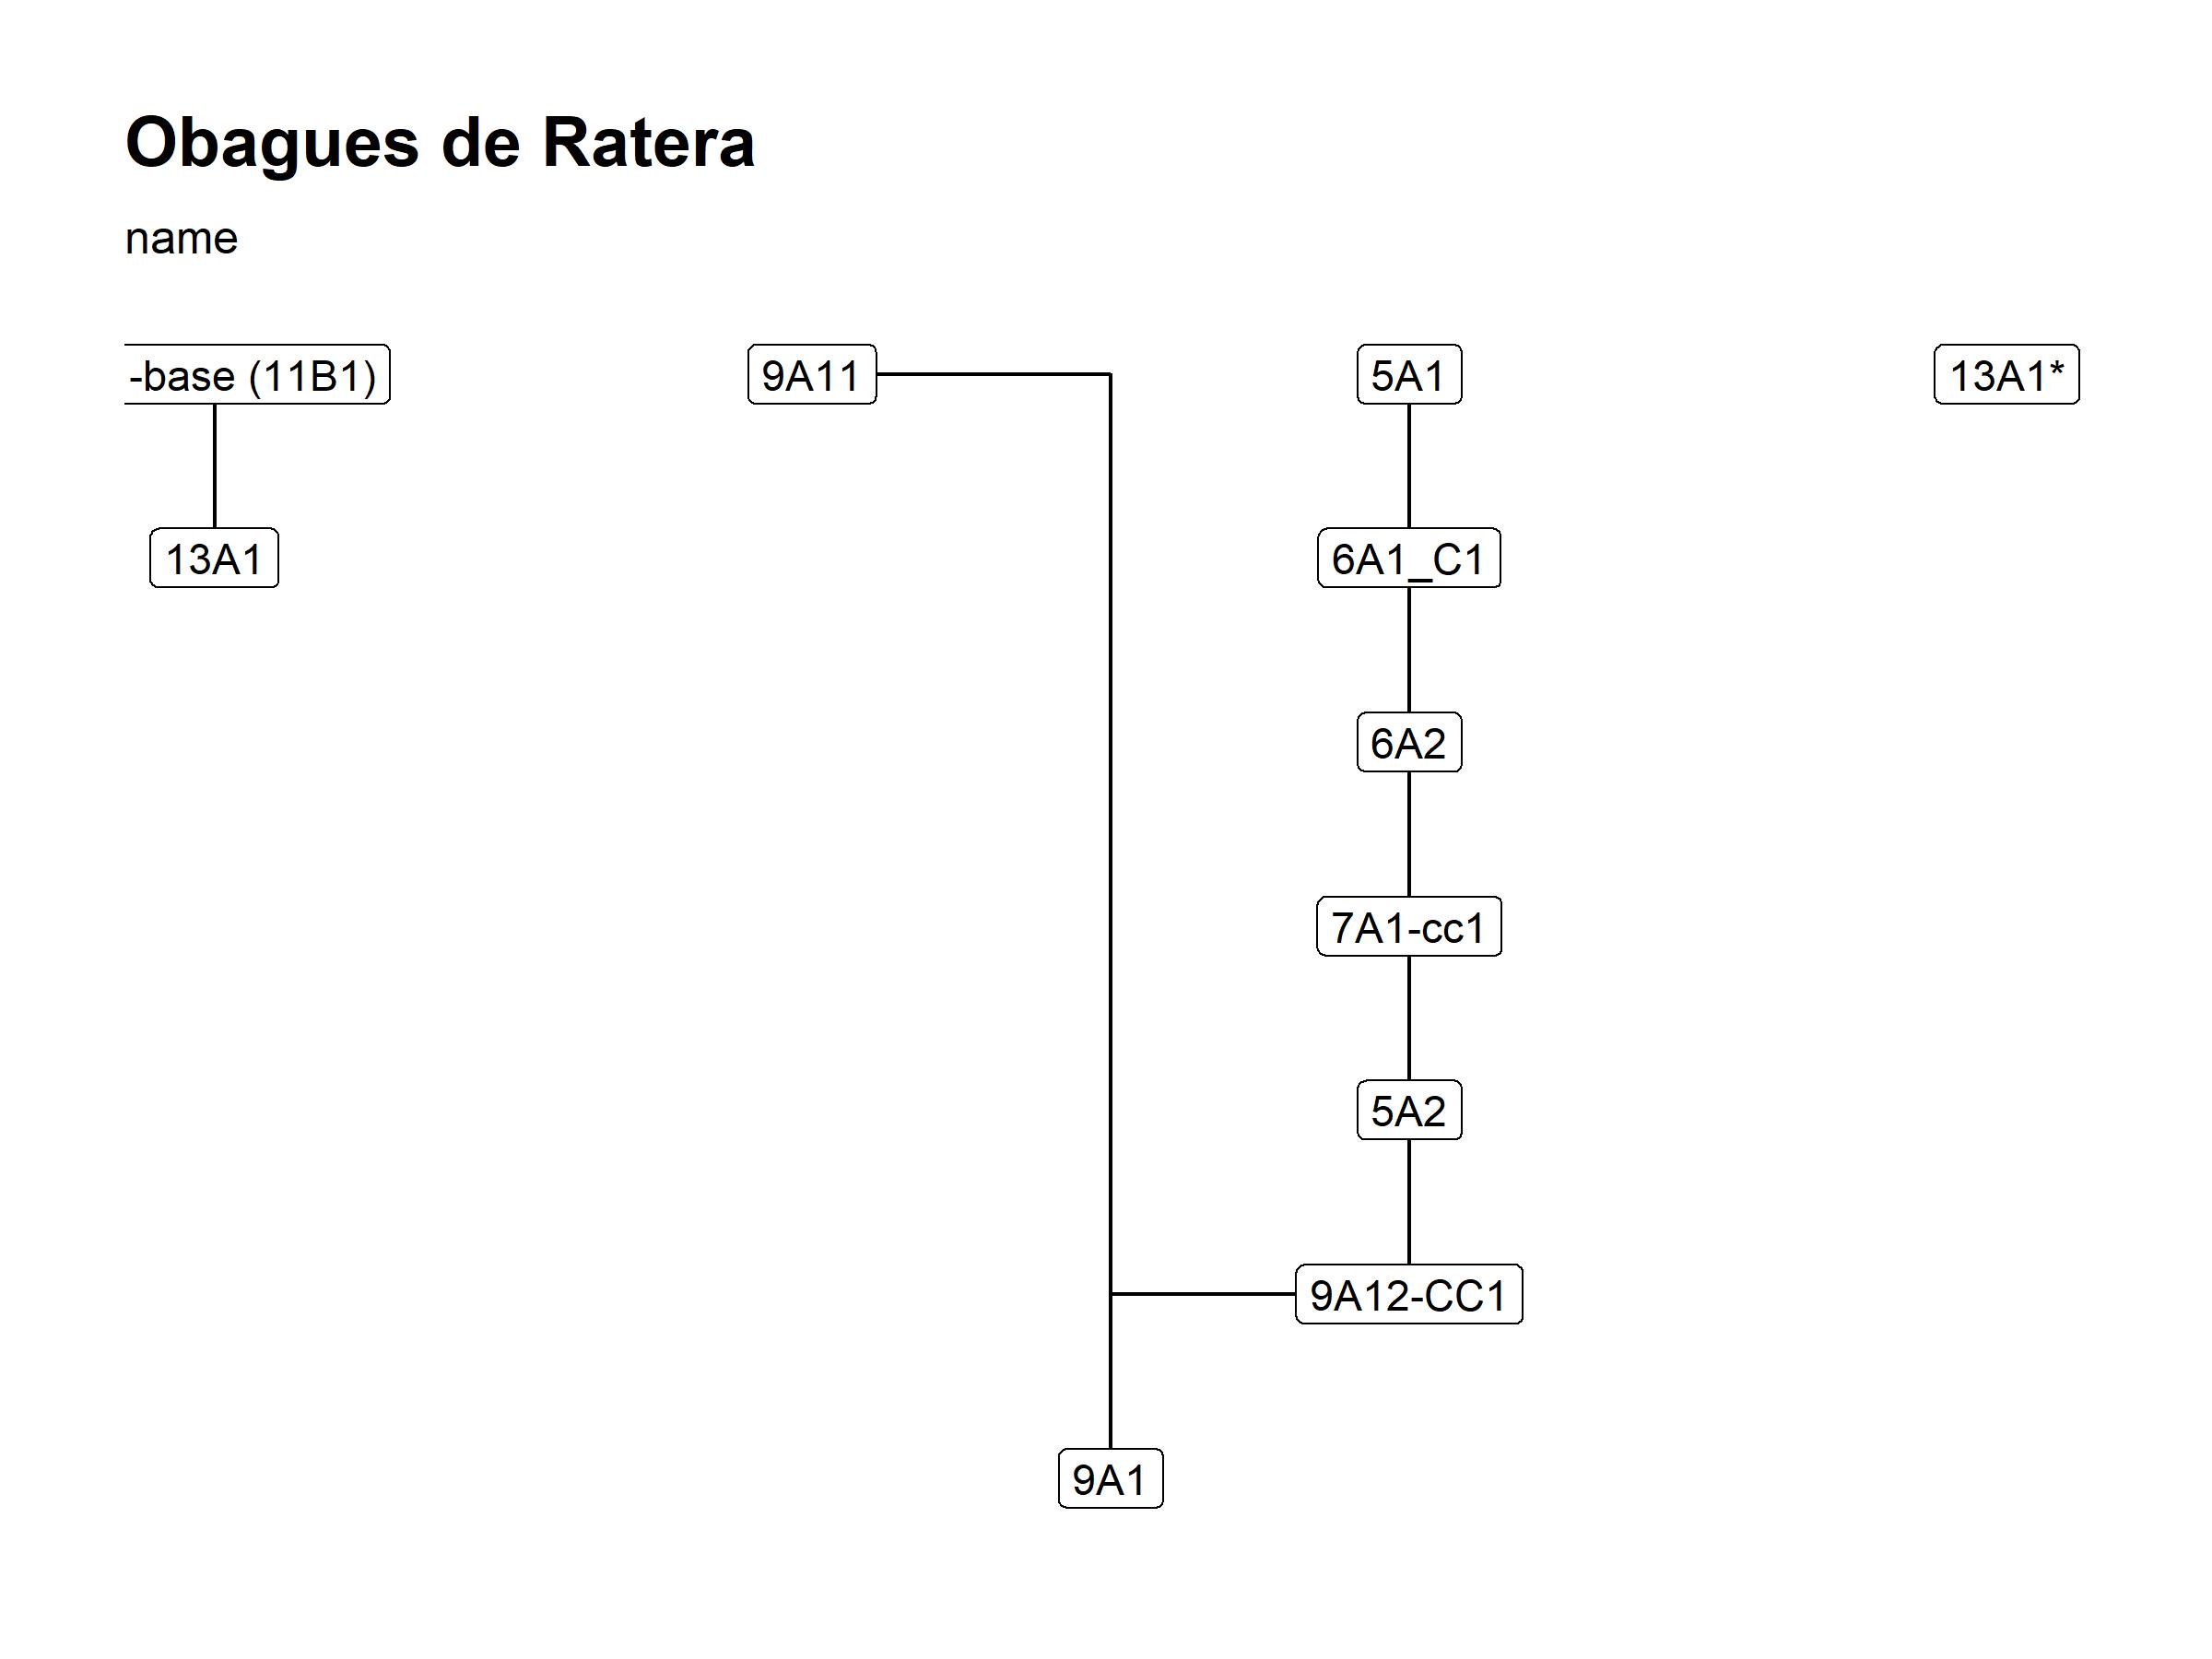 Obagues de Ratera
name
-base (11B1)
9A11
5A1
13A1*
13A1
6A1_C1
6A2
7A1-cc1
5A2
9A12-CC1
9A1